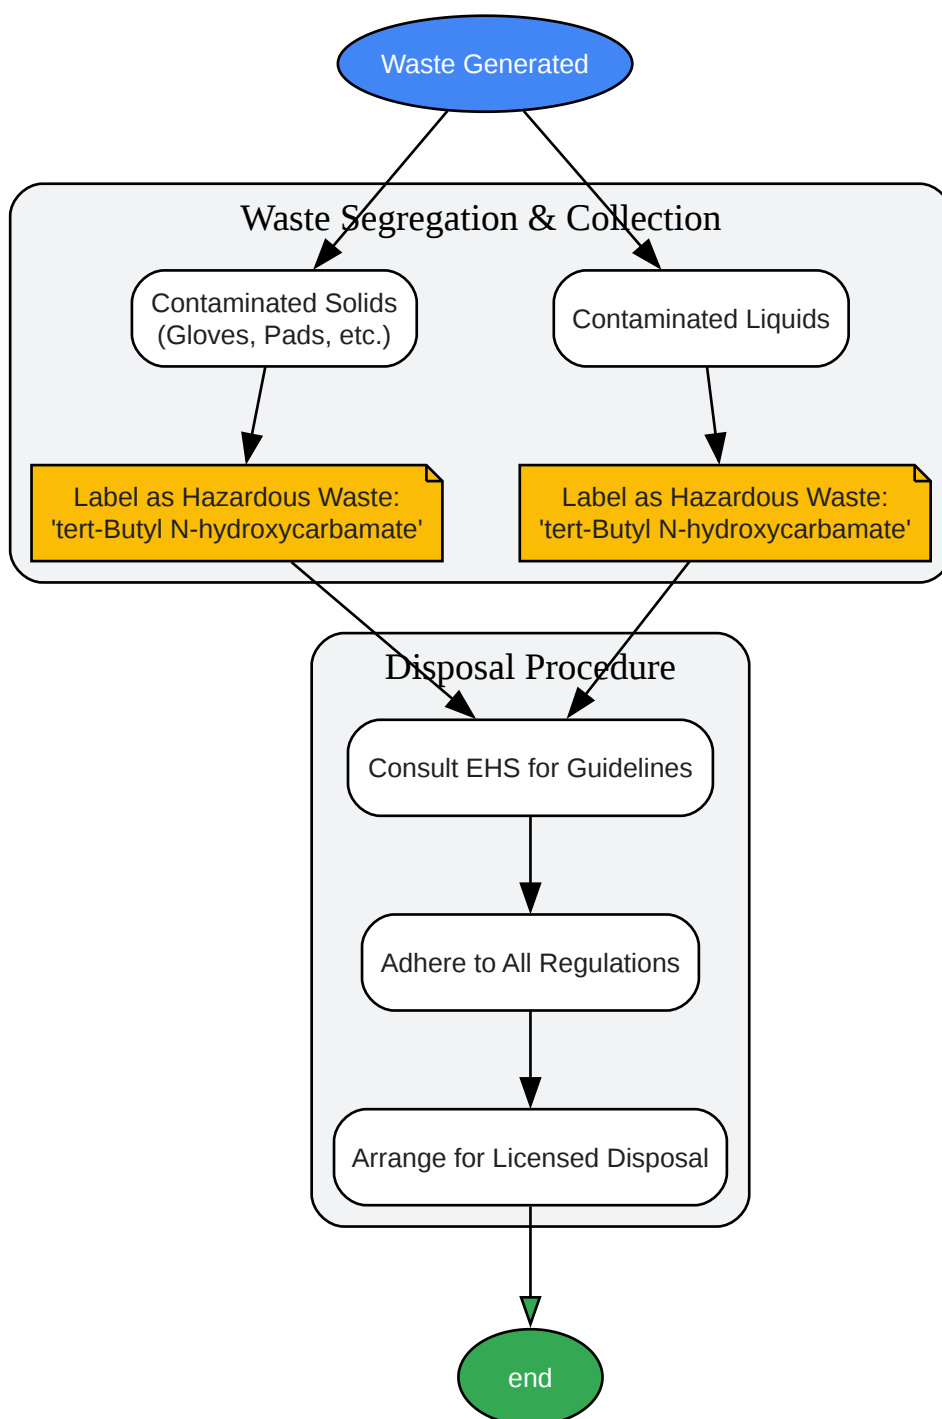 Waste Generated
Waste Segregation & Collection
Contaminated Solids
(Gloves, Pads, etc.)
Contaminated Liquids
Label as Hazardous Waste:
'tert-Butyl N-hydroxycarbamate'
Label as Hazardous Waste:
'tert-Butyl N-hydroxycarbamate'
Disposal Procedure
Consult EHS for Guidelines
Adhere to All Regulations
Arrange for Licensed Disposal
end